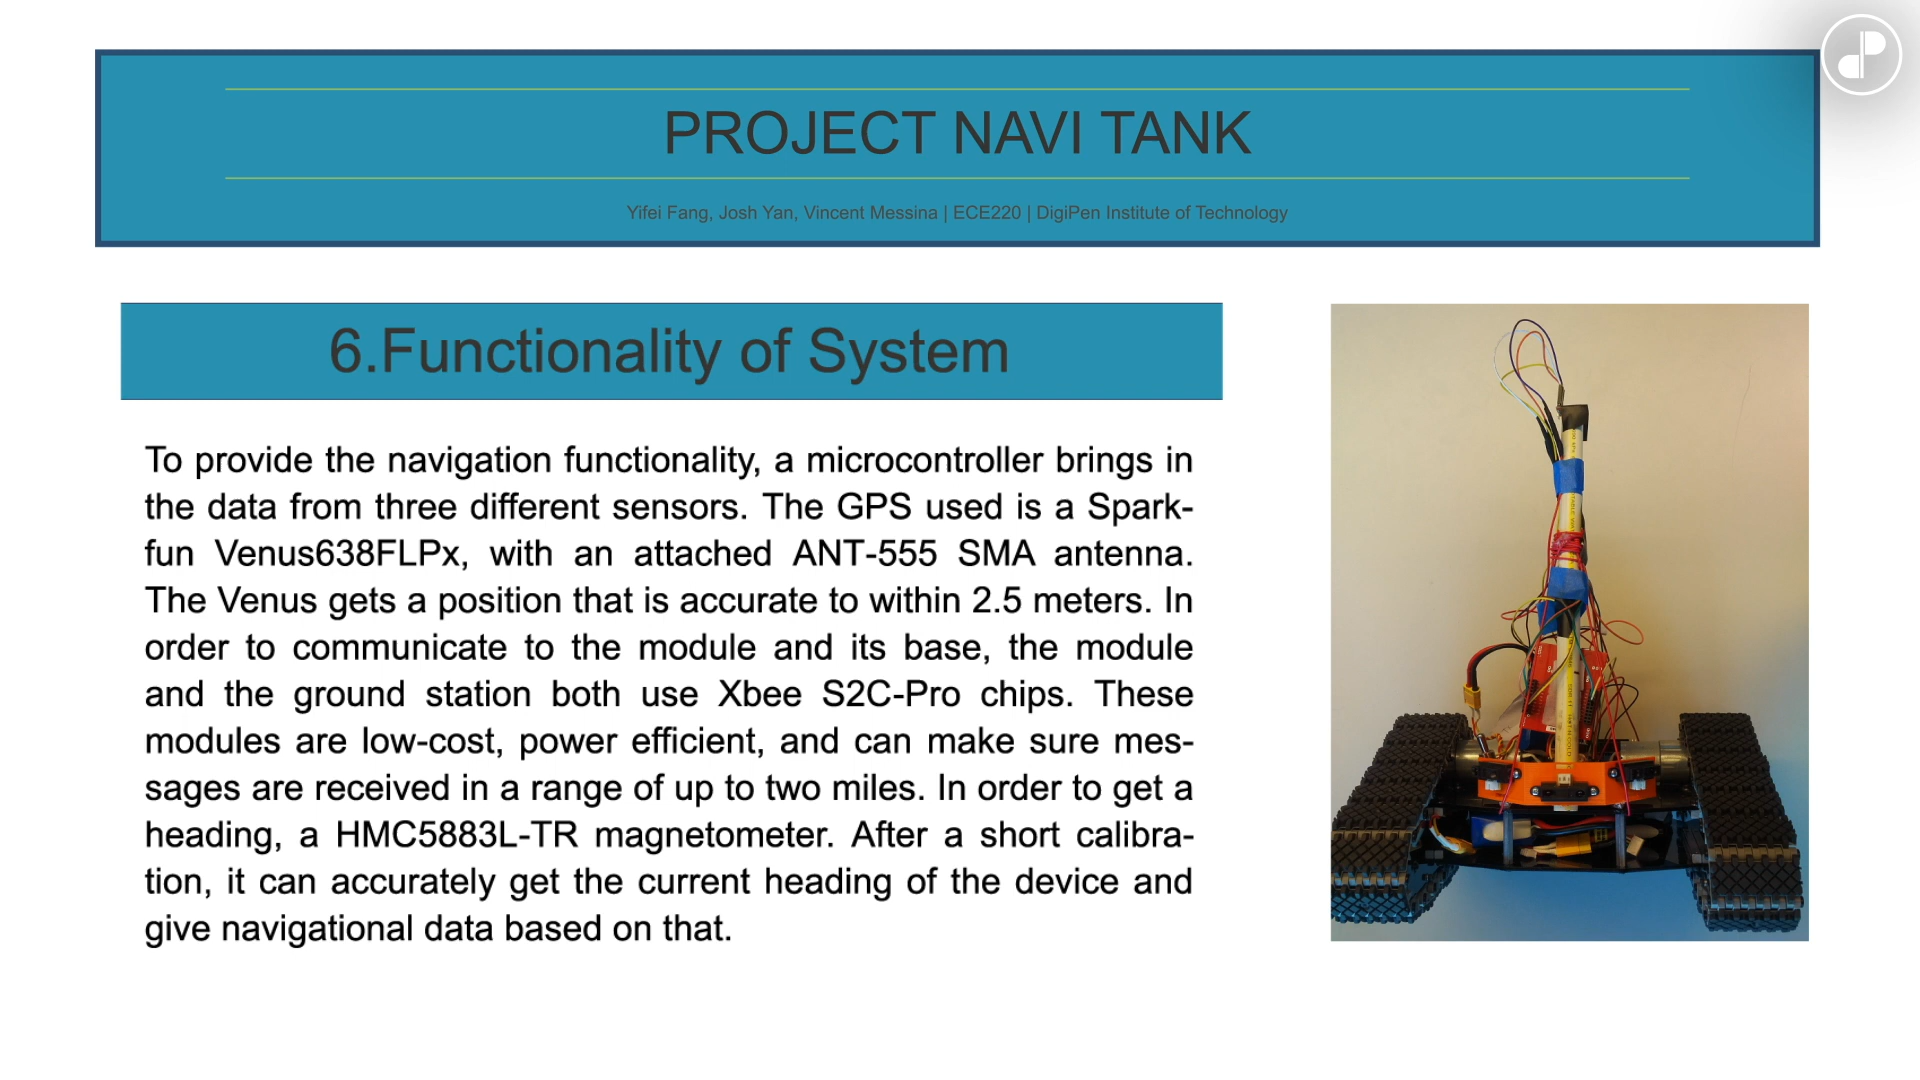 PROJECT NAVI TANK
Yifei Fang, Josh Yan, Vincent Messina | ECE220 | DigiPen Institute of Technology
6.Functionality of System
To provide the navigation functionality, a microcontroller brings in
the data from three different sensors. The GPS used is a Spark-
fun Venus638FLPx, with an attached ANT-555 SMA antenna.
The Venus gets a position that is accurate to within 2.5 meters. In
order to communicate to the module and its base, the module
and the ground station both use Xbee S2C-Pro chips. These
modules are low-cost, power efficient, and can make sure mes-
sages are received in a range of up to two miles. In order to get a
heading, a HMC5883L-TR magnetometer. After a short calibra-
tion, it can accurately get the current heading of the device and
give navigational data based on that.